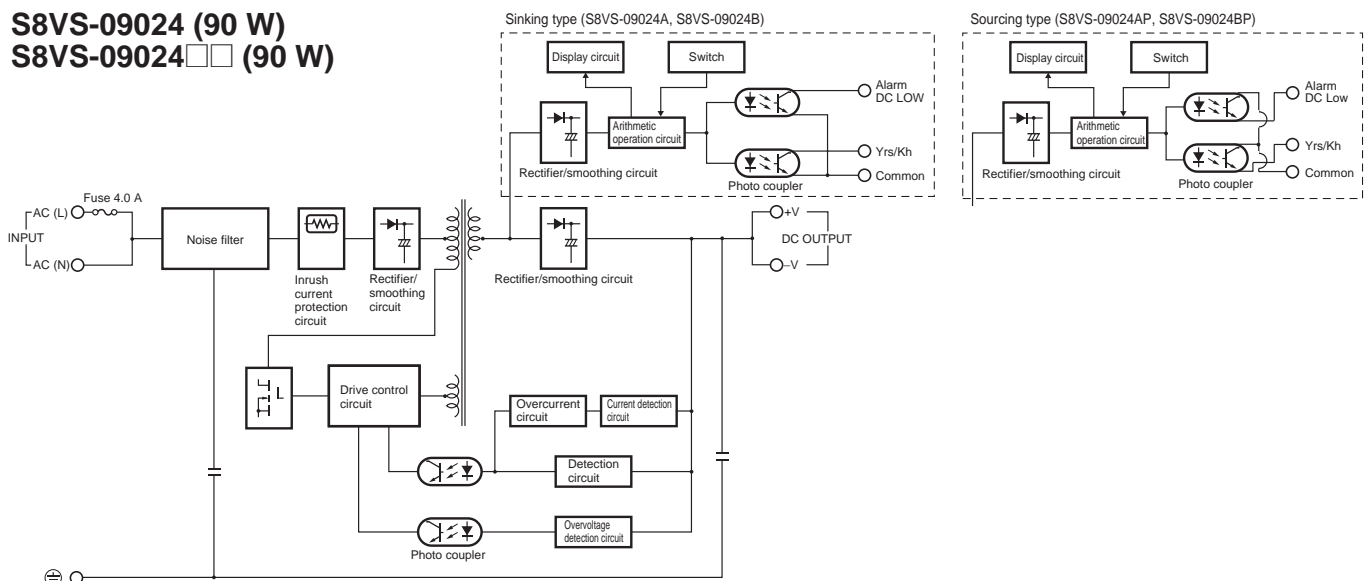 S8VS-09024 (90 W)
S8VS-09024□□ (90 W)
Sinking type (S8VS-09024A, S8VS-09024B)
Display circuit
Switch
Alarm
DC LOW
Arithmetic
operation circuit
Yrs/Kh
Rectifier/smoothing circuit
Common
Photo coupler
Sourcing type (S8VS-09024AP, S8VS-09024BP)
Display circuit
Switch
Alarm
DC Low
Arithmetic
operation circuit
Yrs/Kh
Rectifier/smoothing circuit
Common
Photo coupler
Fuse 4.0 A
AC (L)
INPUT
AC (N)
Noise filter
Inrush
current
protection
circuit
Rectifier/
smoothing
circuit
Rectifier/smoothing circuit
+V
DC OUTPUT
–V
Drive control
circuit
Overcurrent
circuit
Current detection
circuit
Detection
circuit
Overvoltage
detection circuit
Photo coupler